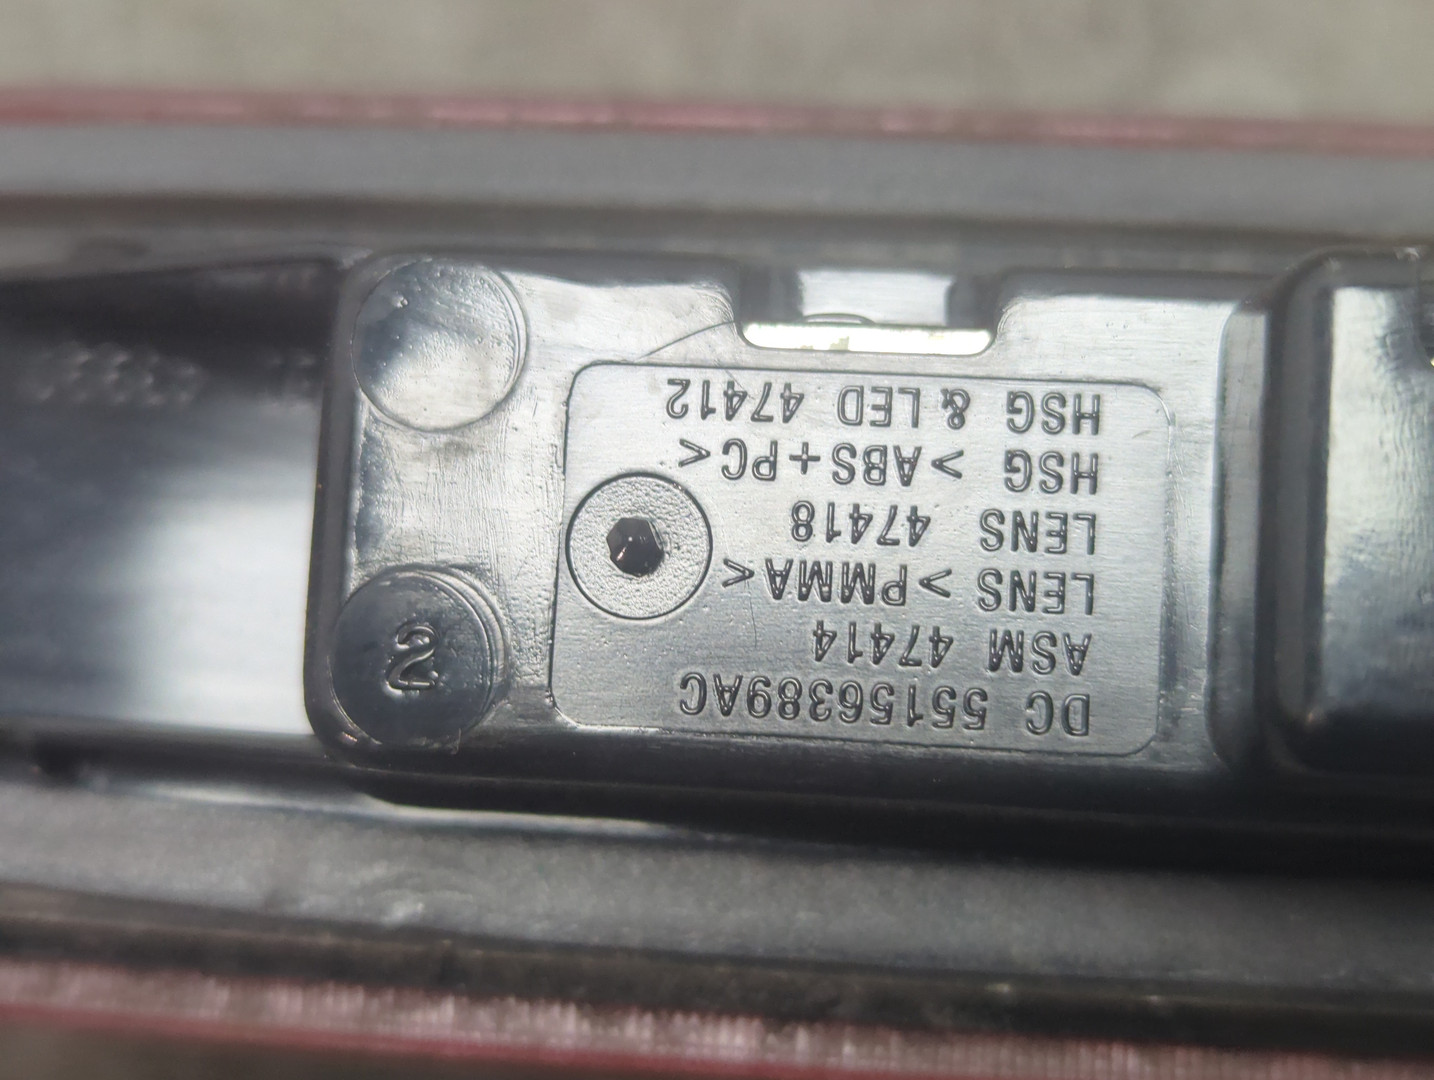 DC 55156389AC
ASM 47414
LENS >PMMA<
LENS 47418
HSG >ABS+PC<
HSG & LED 47412
2